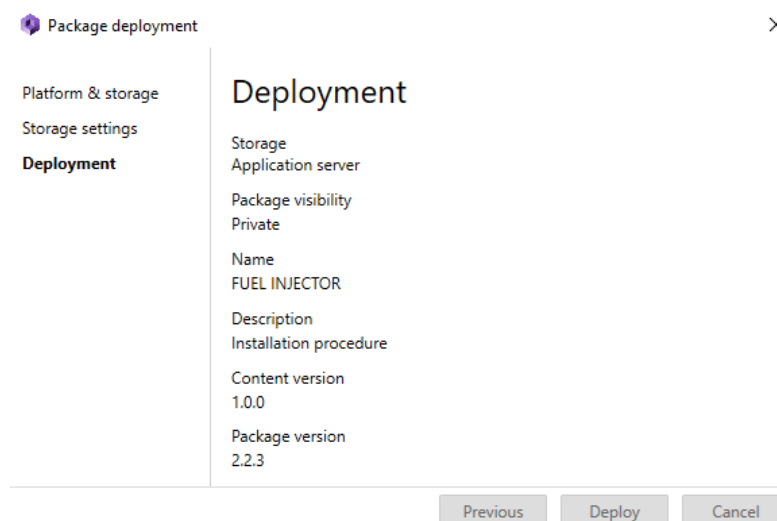 Package deployment
Platform & storage
Storage settings
Deployment
Deployment
Storage
Application server
Package visibility
Private
Name
FUEL INJECTOR
Description
Installation procedure
Content version
1.0.0
Package version
2.2.3
Previous
Deploy
Cancel